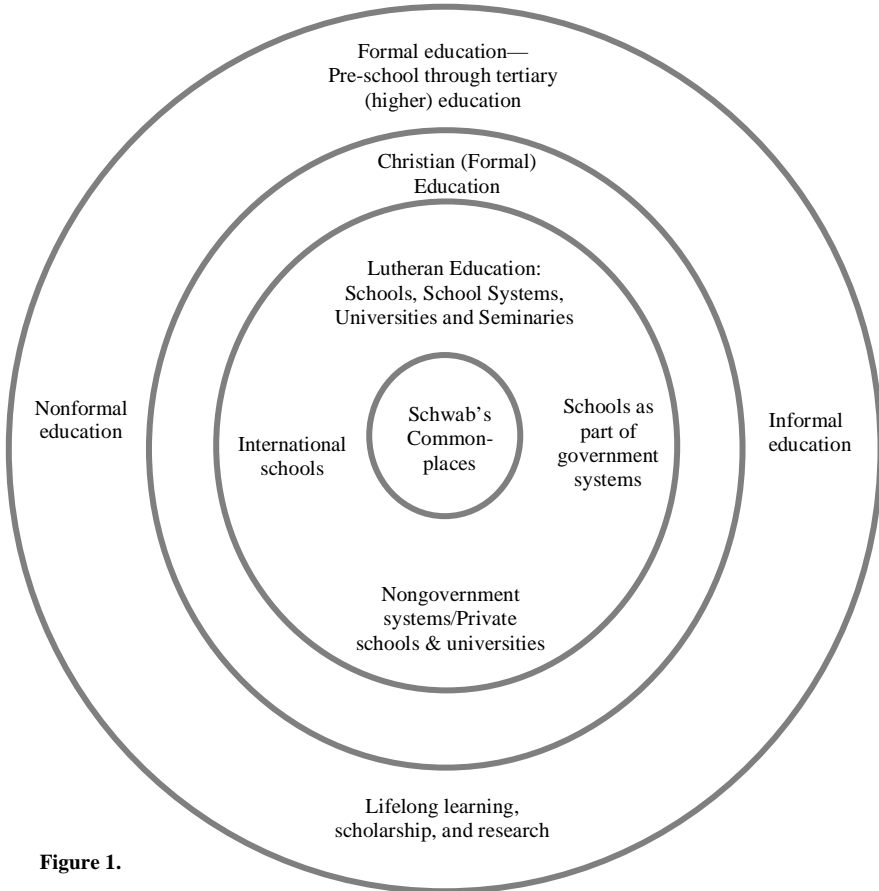 Formal education—
Pre-school through tertiary
(higher) education
Christian (Formal)
Education
Lutheran Education:
Schools, School Systems,
Universities and Seminaries
Nonformal
education
International
schools
Schwab's
Common-
places
Schools as
part of
government
systems
Informal
education
Nongovernment
systems/Private
schools & universities
Lifelong learning,
scholarship, and research
Figure 1.